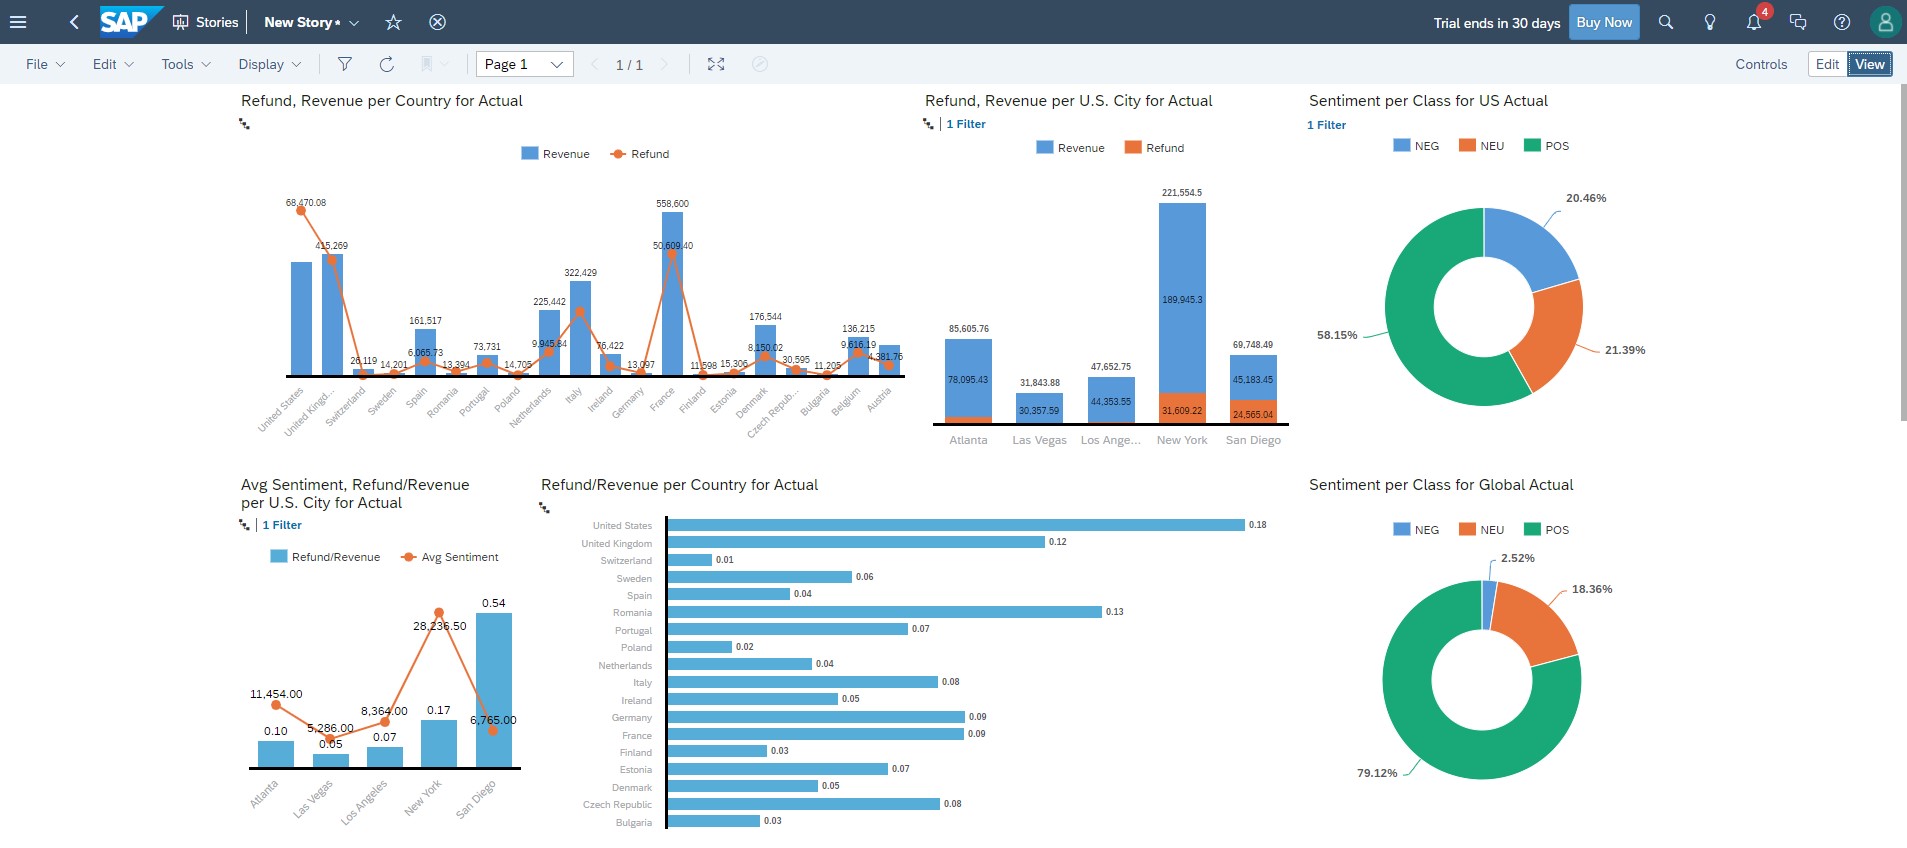 SAP Stories New Story * Trial ends in 30 days Buy Now 4
File Edit Tools Display Page 1 1 / 1 Controls Edit View
Refund, Revenue per Country for Actual
Revenue Refund
68,470.08
415,269
26,119
14,201
161,517
6,065.73
13,394
73,731
14,705
225,442
9,945.84
322,429
76,422
13,097
558,600
50,609.40
11,598
15,306
176,544
8,150.02
30,595
11,205
136,215
9,616.19
4,381.76
United States
United Kingd...
Switzerland
Sweden
Spain
Romania
Portugal
Poland
Netherlands
Italy
Ireland
Germany
France
Finland
Estonia
Denmark
Czech Repub...
Bulgaria
Belgium
Austria
Refund, Revenue per U.S. City for Actual
1 Filter
Revenue Refund
221,554.5
85,605.76
69,748.49
47,652.75
31,843.88
189,945.3
78,095.43
45,183.45
44,353.55
30,357.59
31,609.22
24,565.04
Atlanta Las Vegas Los Ange... New York San Diego
Sentiment per Class for US Actual
1 Filter
NEG NEU POS
20.46%
58.15%
21.39%
Avg Sentiment, Refund/Revenue
per U.S. City for Actual
1 Filter
Refund/Revenue Avg Sentiment
0.54
28,236.50
11,454.00
8,364.00
0.17
6,765.00
5,286.00
0.10
0.05
0.07
Atlanta
Las Vegas
Los Angeles
New York
San Diego
Refund/Revenue per Country for Actual
United States 0.18
United Kingdom 0.12
Switzerland 0.01
Sweden 0.06
Spain 0.04
Romania 0.13
Portugal 0.07
Poland 0.02
Netherlands 0.04
Italy 0.08
Ireland 0.05
Germany 0.09
France 0.09
Finland 0.03
Estonia 0.07
Denmark 0.05
Czech Republic 0.08
Bulgaria 0.03
Sentiment per Class for Global Actual
NEG NEU POS
2.52%
18.36%
79.12%